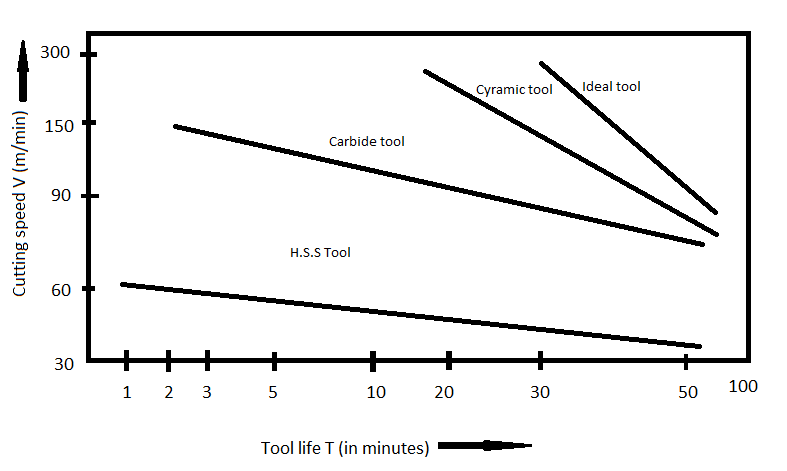 300
150
90
60
30
Cutting speed V (m/min)
Cyramic tool
Ideal tool
Carbide tool
H.S.S Tool
1 2 3 5 10 20 30 50 100
Tool life T (in minutes)